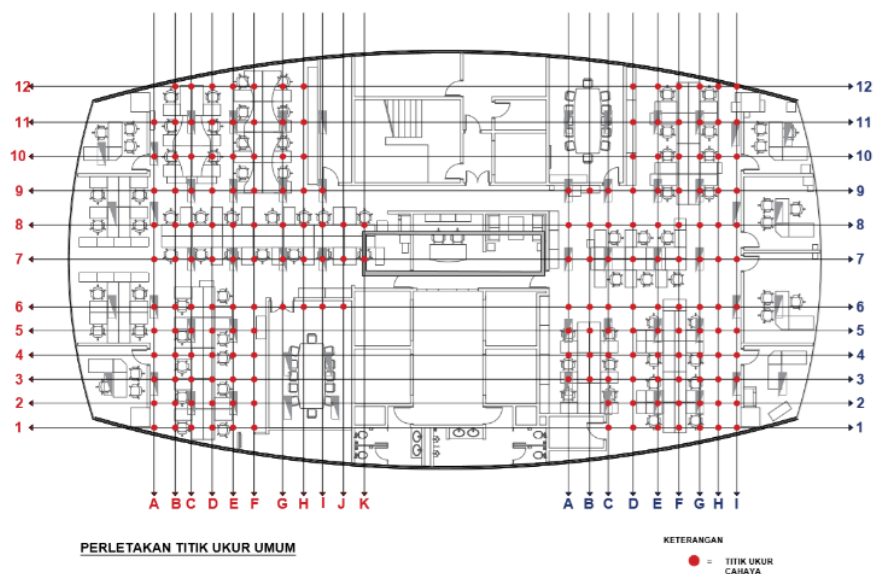 12 12
11 11
10 10
9 9
8 8
7 7
6 6
5 5
4 4
3 3
2 2
1 1
A B C D E F G H I J K A B C D E F G H I
PERLETAKAN TITIK UKUR UMUM
KETERANGAN
= TITIK UKUR
CAHAYA